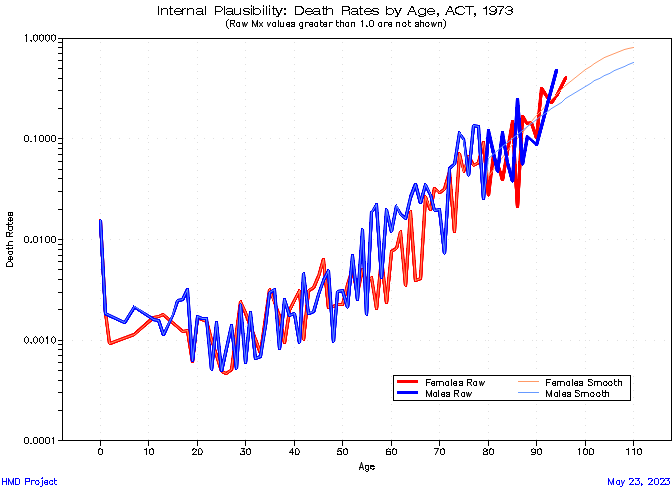 Internal Plausibility: Death Rates by Age, ACT, 1973
(Raw Mx values greater than 1.0 are not shown)
1.0000
0.1000
0.0100
0.0010
0.0001
Death Rates
0 10 20 30 40 50 60 70 80 90 100 110
Age
Females Raw Females Smooth
Males Raw Males Smooth
HMD Project May 23, 2023